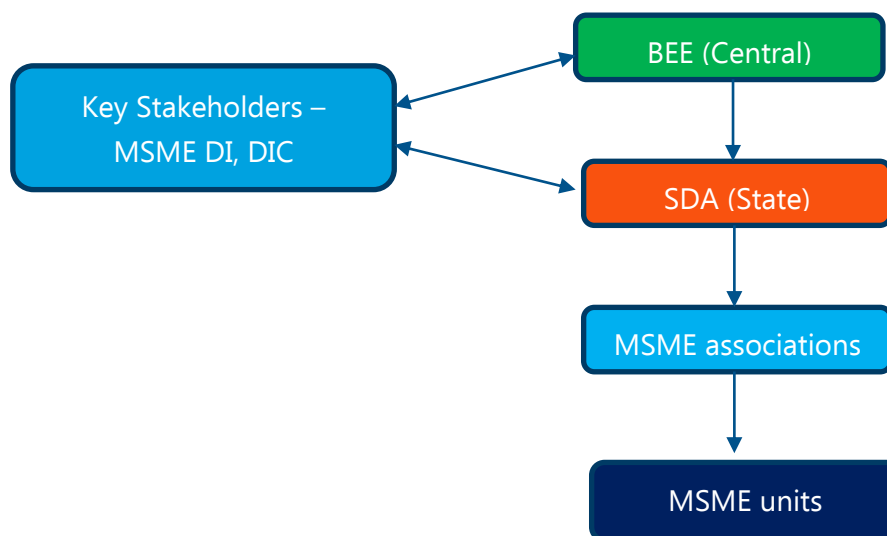 BEE (Central)
Key Stakeholders –
MSME DI, DIC
SDA (State)
MSME associations
MSME units